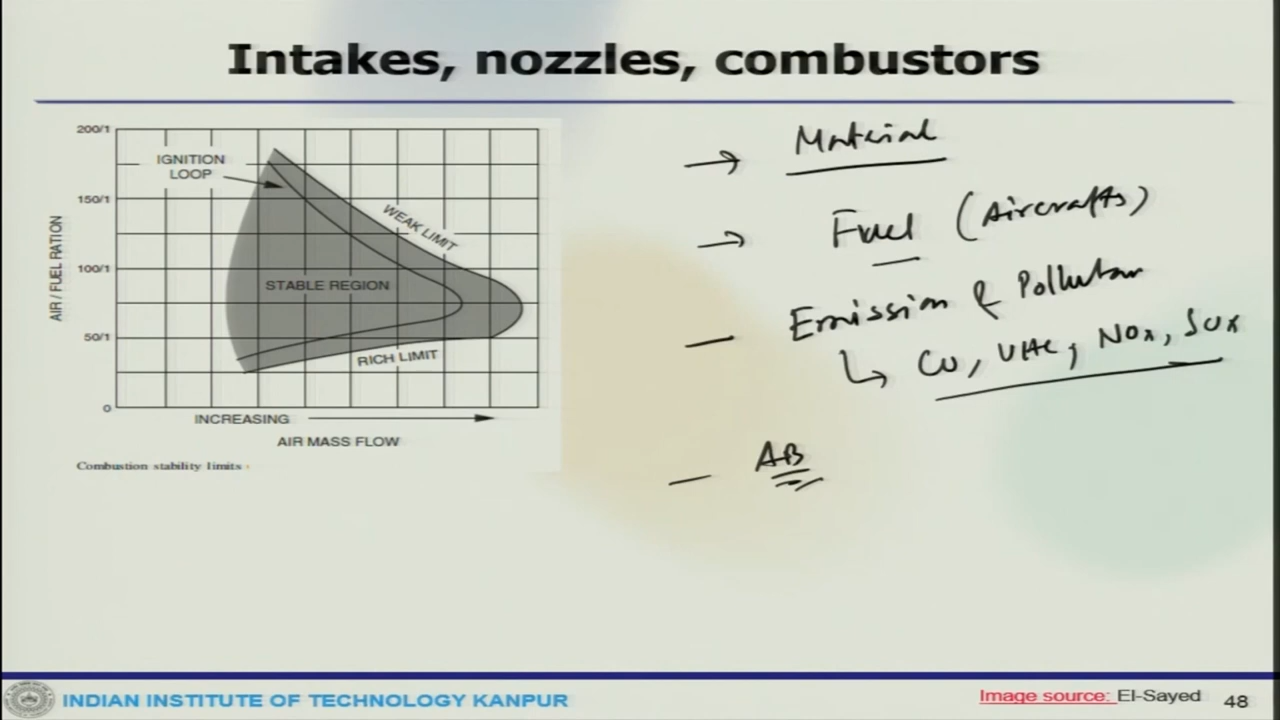 Intakes, nozzles, combustors
200/1
IGNITION
LOOP
150/1
WEAK LIMIT
100/1
STABLE REGION
50/1
RICH LIMIT
0
AIR / FUEL RATION
INCREASING
AIR MASS FLOW
Combustion stability limits
→ Material
→ Fuel (Aircrafts)
— Emission & Pollution
↳ CO, UHC, NOx, SOx
— AB
INDIAN INSTITUTE OF TECHNOLOGY KANPUR
Image source: El-Sayed
48